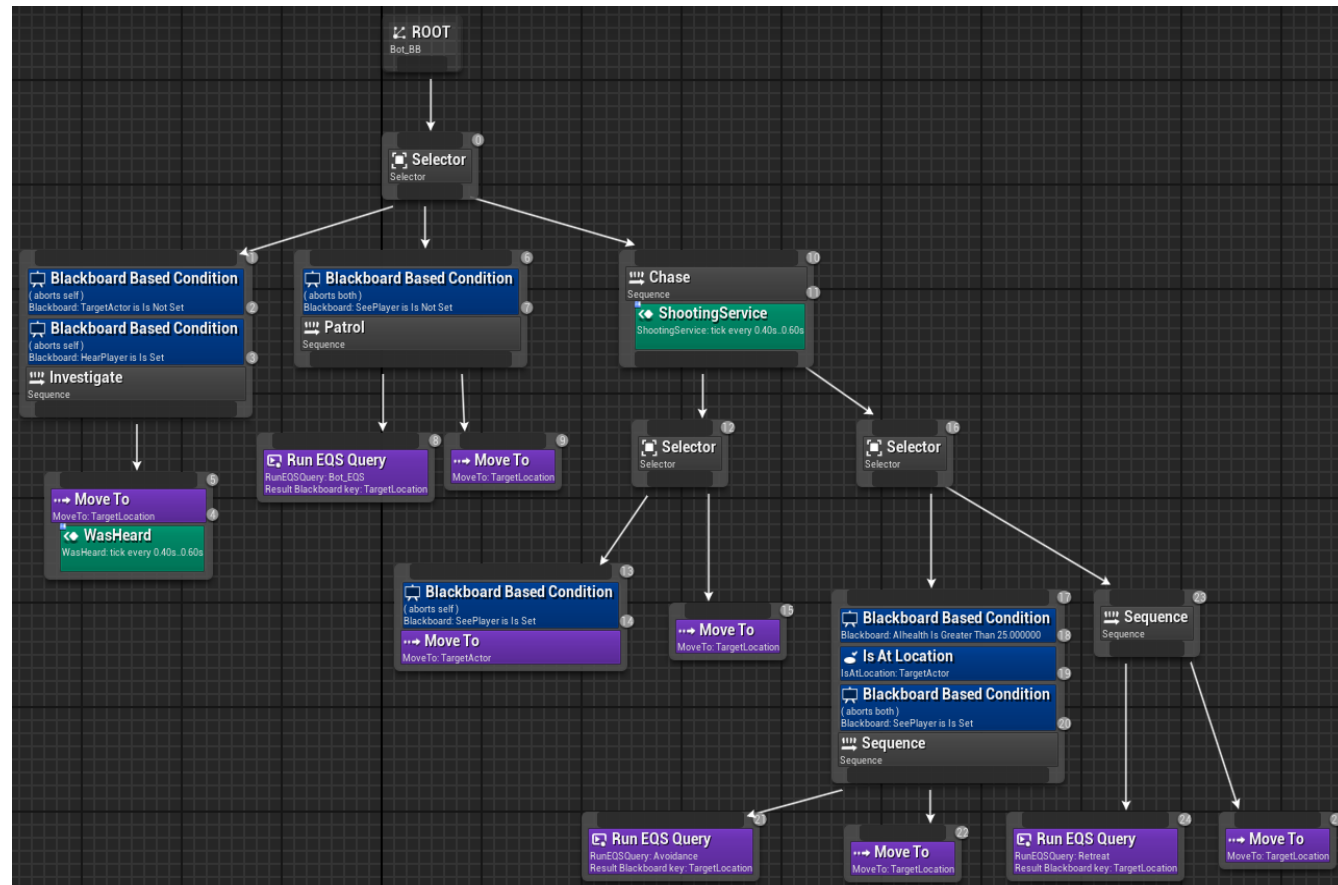 ROOT
Bot_BB
0
Selector
Selector
1
Blackboard Based Condition
( aborts self )
Blackboard: TargetActor is Is Not Set
2
Blackboard Based Condition
( aborts self )
Blackboard: HearPlayer is Is Set
3
Investigate
Sequence
6
Blackboard Based Condition
( aborts both )
Blackboard: SeePlayer is Is Not Set
7
Patrol
Sequence
10
Chase
Sequence
11
ShootingService
ShootingService: tick every 0.40s..0.60s
5
Move To
MoveTo: TargetLocation
4
WasHeard
WasHeard: tick every 0.40s..0.60s
8
Run EQS Query
RunEQSQuery: Bot_EQS
Result Blackboard key: TargetLocation
9
Move To
MoveTo: TargetLocation
12
Selector
Selector
16
Selector
Selector
13
Blackboard Based Condition
( aborts self )
Blackboard: SeePlayer is Is Set
14
Move To
MoveTo: TargetActor
15
Move To
MoveTo: TargetLocation
17
Blackboard Based Condition
Blackboard: AIhealth Is Greater Than 25.000000
18
Is At Location
IsAtLocation: TargetActor
19
Blackboard Based Condition
( aborts both )
Blackboard: SeePlayer is Is Set
20
Sequence
Sequence
23
Sequence
Sequence
21
Run EQS Query
RunEQSQuery: Avoidance
Result Blackboard key: TargetLocation
22
Move To
MoveTo: TargetLocation
24
Run EQS Query
RunEQSQuery: Retreat
Result Blackboard key: TargetLocation
Move To
MoveTo: TargetLocation